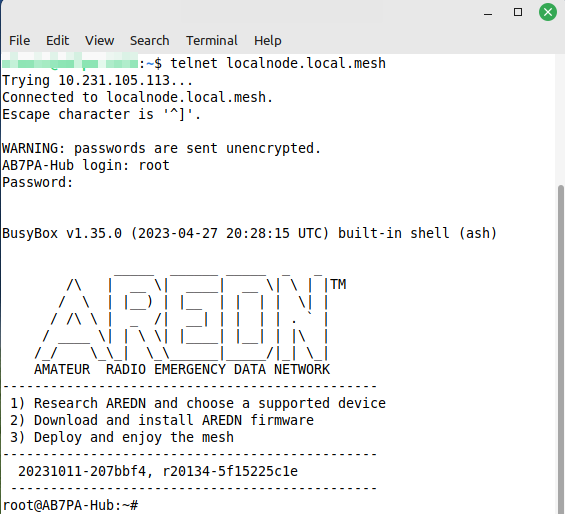 File Edit View Search Terminal Help
:~$ telnet localnode.local.mesh
Trying 10.231.105.113...
Connected to localnode.local.mesh.
Escape character is '^]'.
WARNING: passwords are sent unencrypted.
AB7PA-Hub login: root
Password:
BusyBox v1.35.0 (2023-04-27 20:28:15 UTC) built-in shell (ash)
AREDN TM
AMATEUR RADIO EMERGENCY DATA NETWORK
-----------------------------------------------
1) Research AREDN and choose a supported device
2) Download and install AREDN firmware
3) Deploy and enjoy the mesh
-----------------------------------------------
20231011-207bbf4, r20134-5f15225c1e
-----------------------------------------------
root@AB7PA-Hub:~#